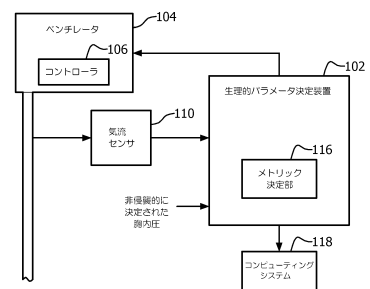 104
ベンチレータ
106
コントローラ
102
生理的パラメータ決定装置
110
気流
センサ
116
メトリック
決定部
非侵襲的に
決定された
胸内圧
118
コンピューティング
システム